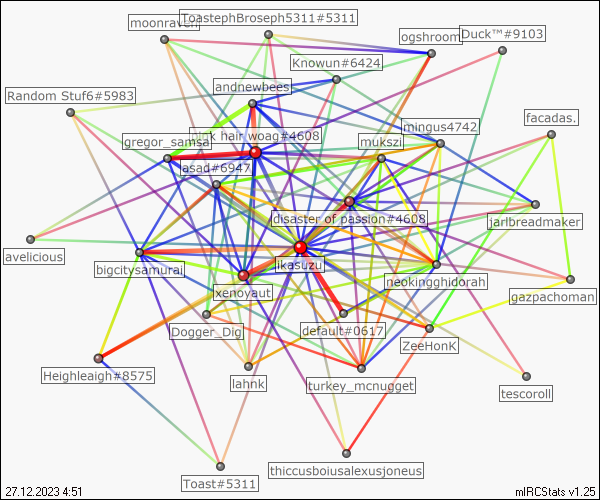 moonraven
ToastephBroseph5311#5311
ogshroom
Duck™#9103
Knowun#6424
andnewbees
Random Stuf6#5983
facadas.
mingus4742
pink hair woag#4608
gregor_samsa
mukszi
asad#6947
disaster of passion#4608
jarlbreadmaker
avelicious
bigcitysamurai
ikasuzu
neokingghidorah
xenoyaut
gazpachoman
Dogger_Dig
default#0617
ZeeHonK
Heighleaigh#8575
lahnk
turkey_mcnugget
tescoroll
thiccusboiusalexusjoneus
Toast#5311
27.12.2023 4:51
mIRCStats v1.25